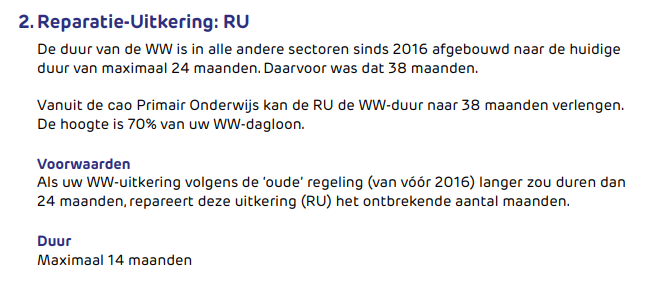 2. Reparatie-Uitkering: RU
De duur van de WW is in alle andere sectoren sinds 2016 afgebouwd naar de huidige
duur van maximaal 24 maanden. Daarvoor was dat 38 maanden.
Vanuit de cao Primair Onderwijs kan de RU de WW-duur naar 38 maanden verlengen.
De hoogte is 70% van uw WW-dagloon.
Voorwaarden
Als uw WW-uitkering volgens de ‘oude’ regeling (van vóór 2016) langer zou duren dan
24 maanden, repareert deze uitkering (RU) het ontbrekende aantal maanden.
Duur
Maximaal 14 maanden